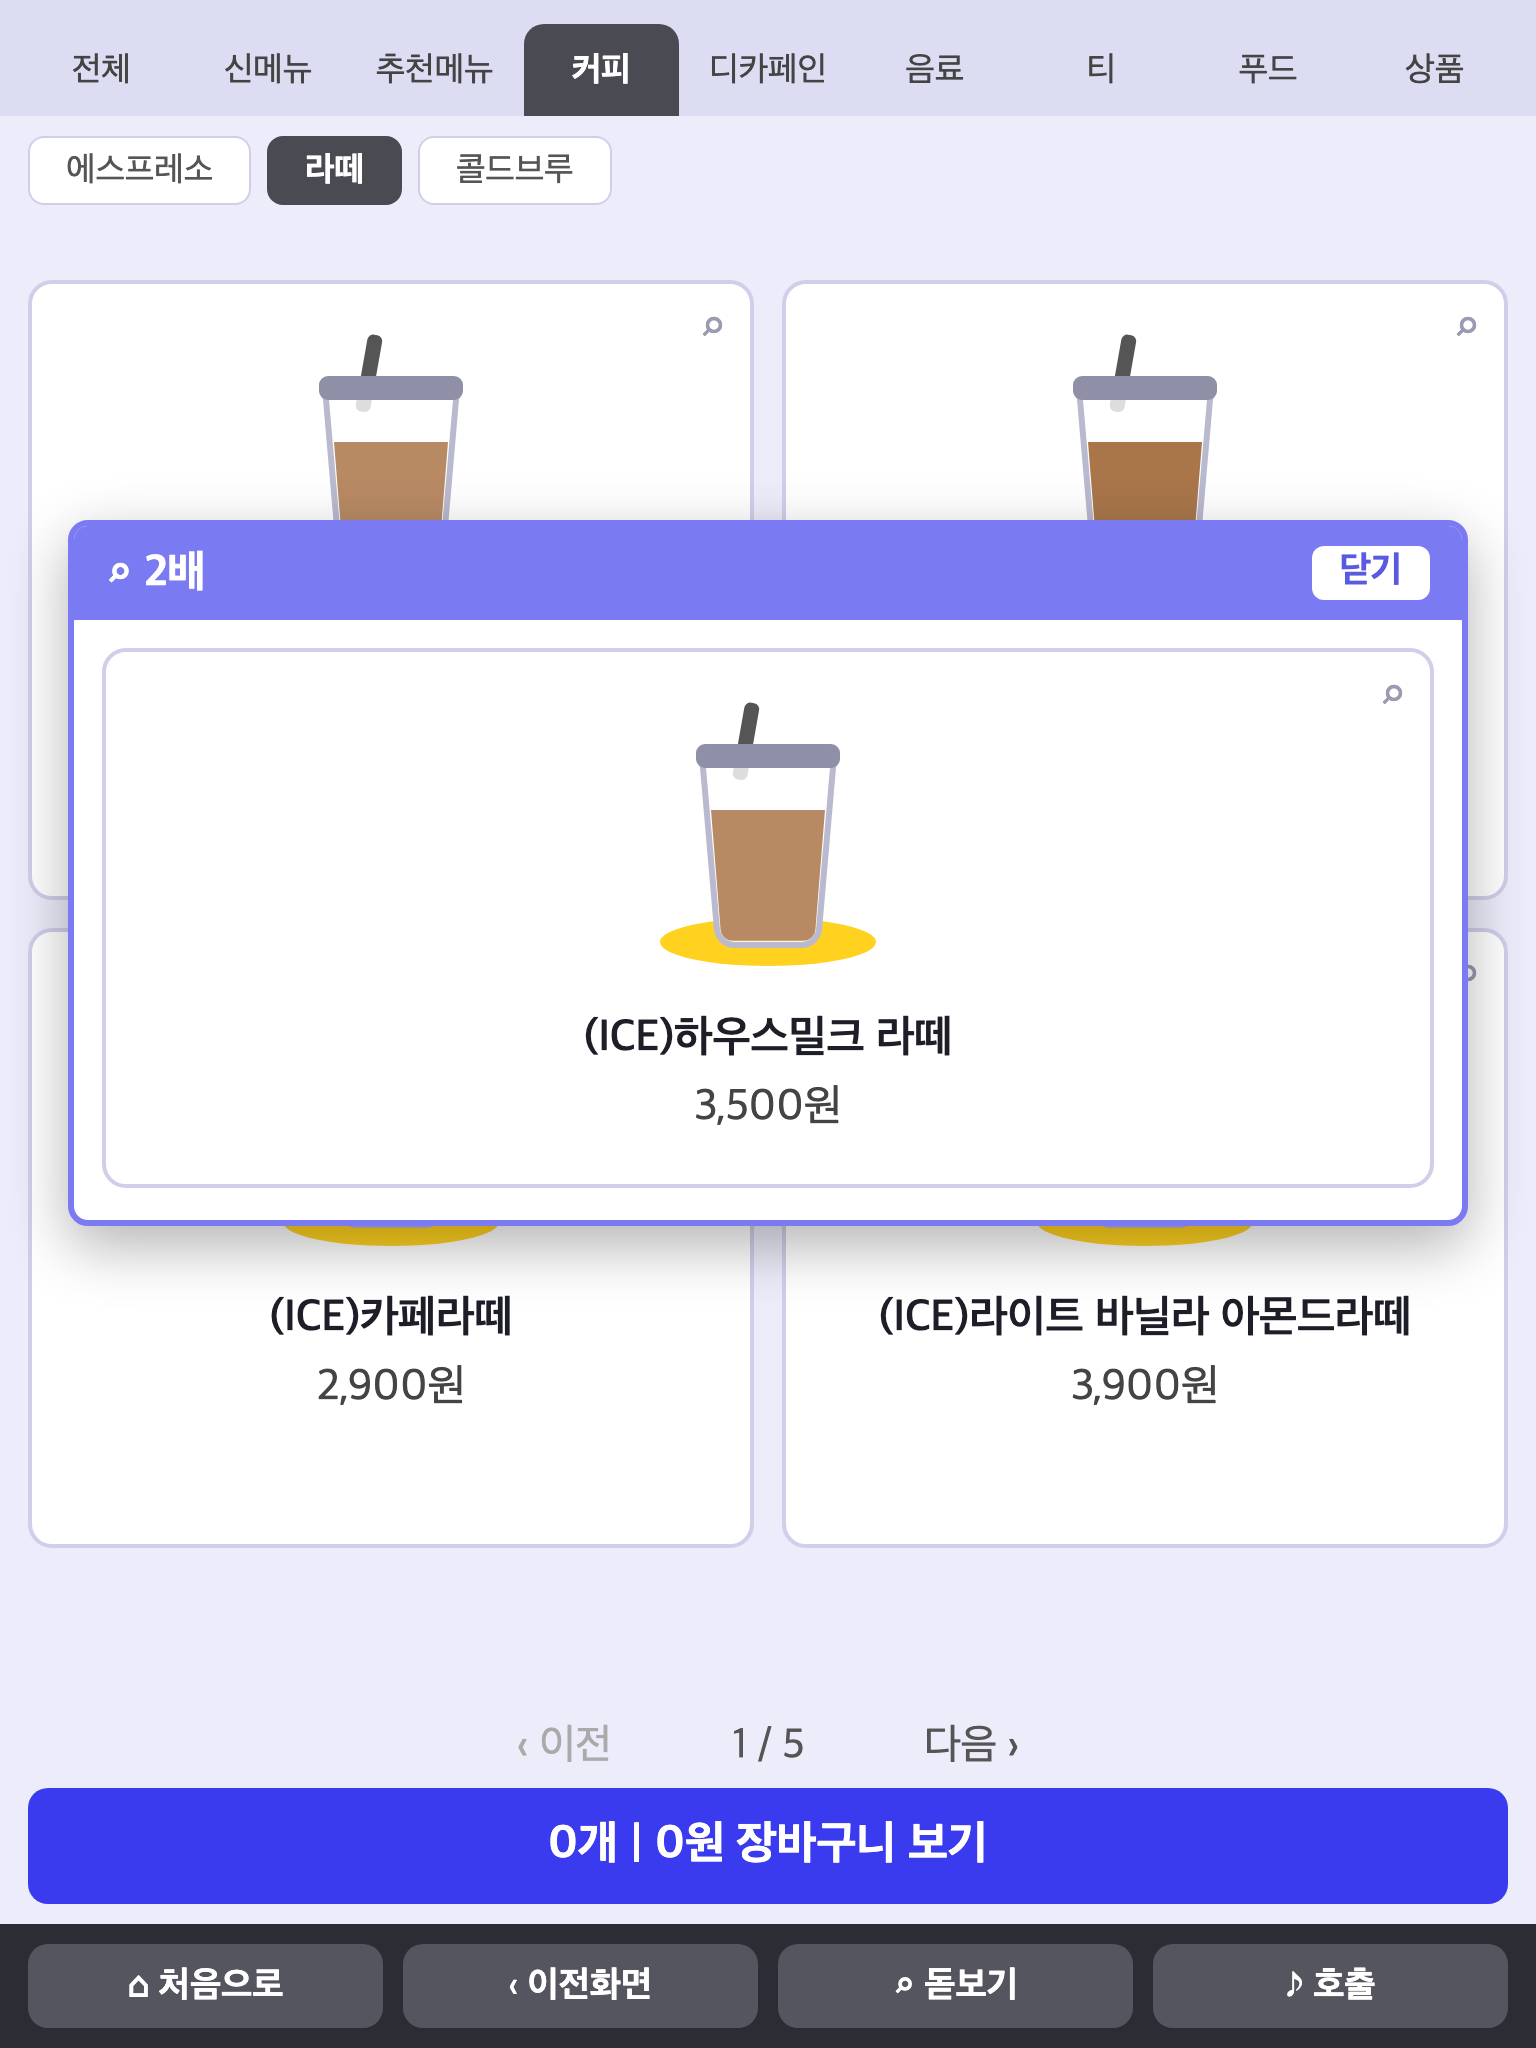 전체 신메뉴 추천메뉴 커피 디카페인 음료 티 푸드 상품
에스프레소 라떼 콜드브루
2배 닫기
(ICE)하우스밀크 라떼
3,500원
(ICE)카페라떼 (ICE)라이트 바닐라 아몬드라떼
2,900원 3,900원
‹ 이전 1 / 5 다음 ›
0개 | 0원 장바구니 보기
⌂ 처음으로 ‹ 이전화면 돋보기 ♪ 호출